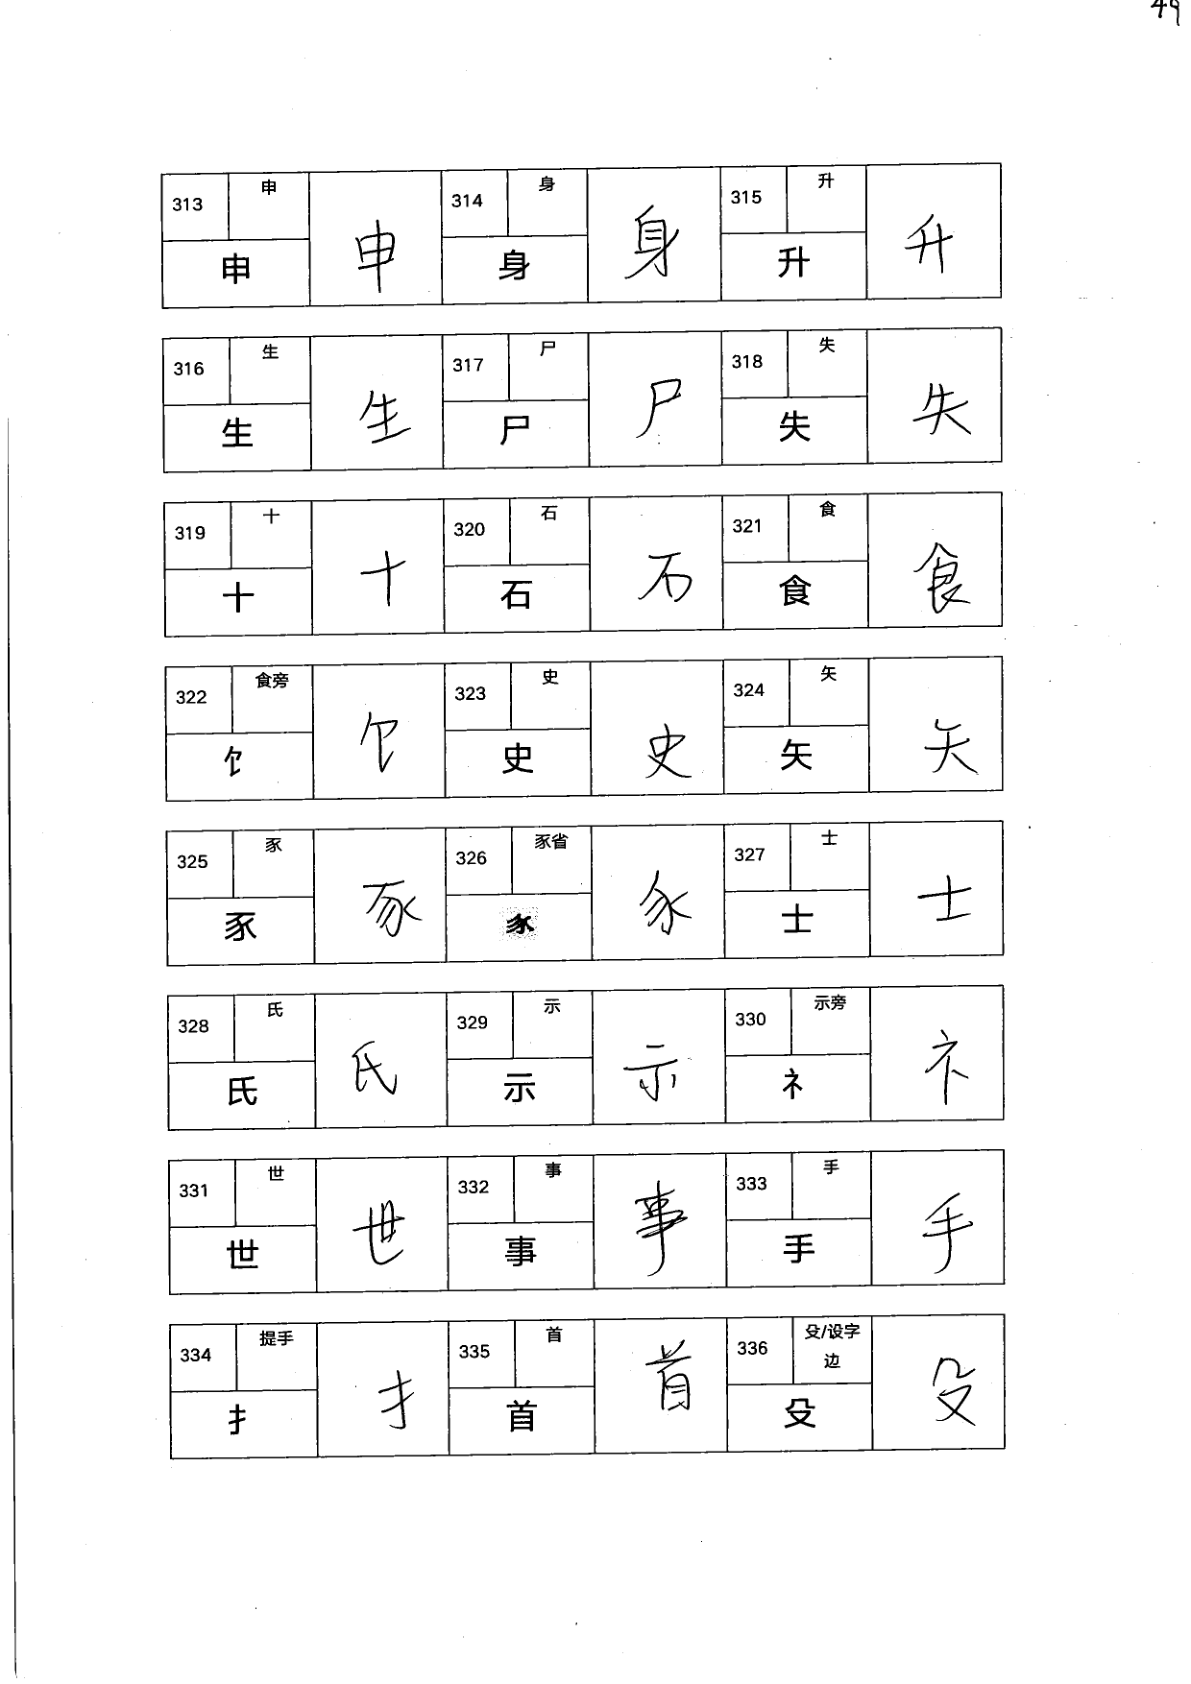 49
313 申 申 314 身 身 315 升 升
申 身 升
316 生 生 317 尸 尸 318 失 失
生 尸 失
319 十 十 320 石 石 321 食 食
十 石 食
322 食旁 饣 323 史 史 324 矢 矢
饣 史 矢
325 豕 豕 326 豕省 327 士 士
豕 士
328 氏 氏 329 示 示 330 示旁 礻
氏 示 礻
331 世 世 332 事 事 333 手 手
世 事 手
334 提手 扌 335 首 首 336 殳/设字边 殳
扌 首 殳